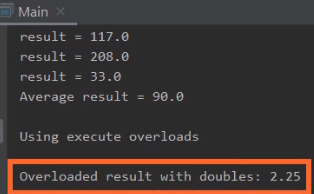 Main
result = 117.0
result = 208.0
result = 33.0
Average result = 90.0
Using execute overloads
Overloaded result with doubles: 2.25